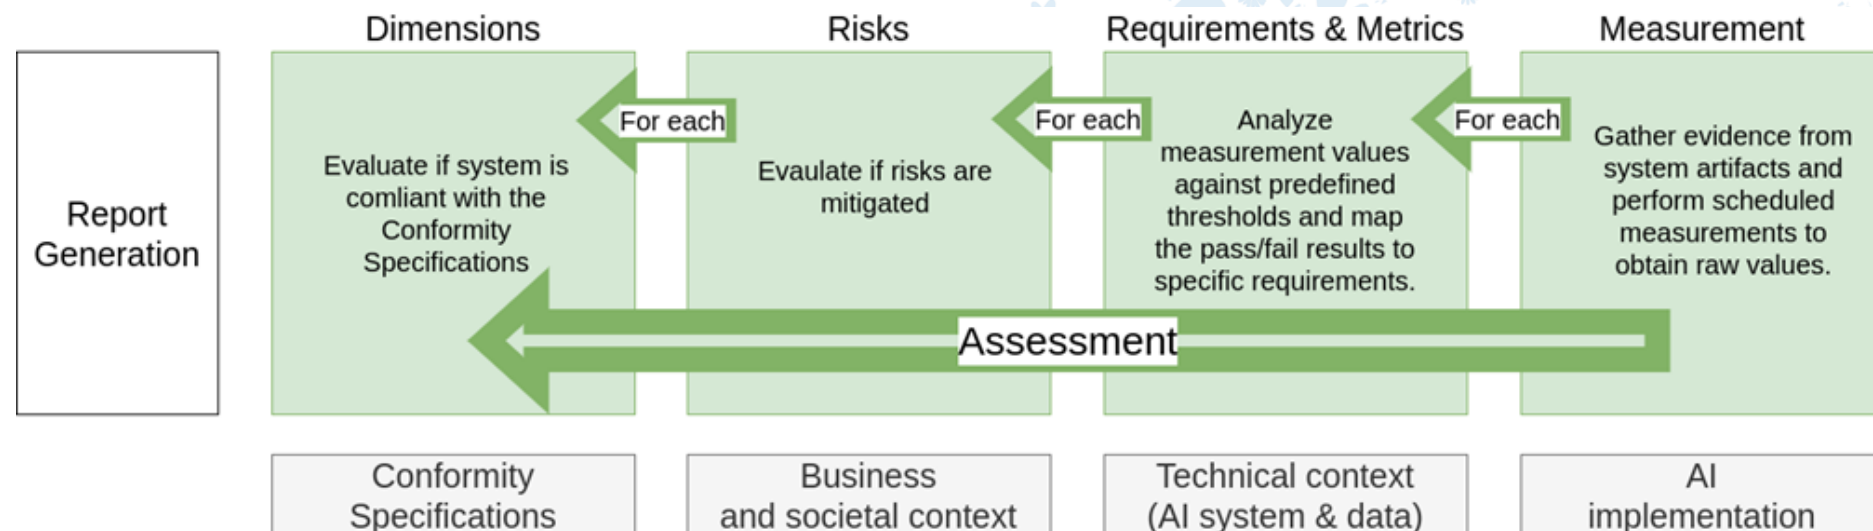 Dimensions
Risks
Requirements & Metrics
Measurement
Report
Generation
Evaluate if system is
comliant with the
Conformity
Specifications
For each
Evaulate if risks are
mitigated
For each
Analyze
measurement values
against predefined
thresholds and map
the pass/fail results to
specific requirements.
For each
Gather evidence from
system artifacts and
perform scheduled
measurements to
obtain raw values.
Assessment
Conformity
Specifications
Business
and societal context
Technical context
(AI system & data)
AI
implementation